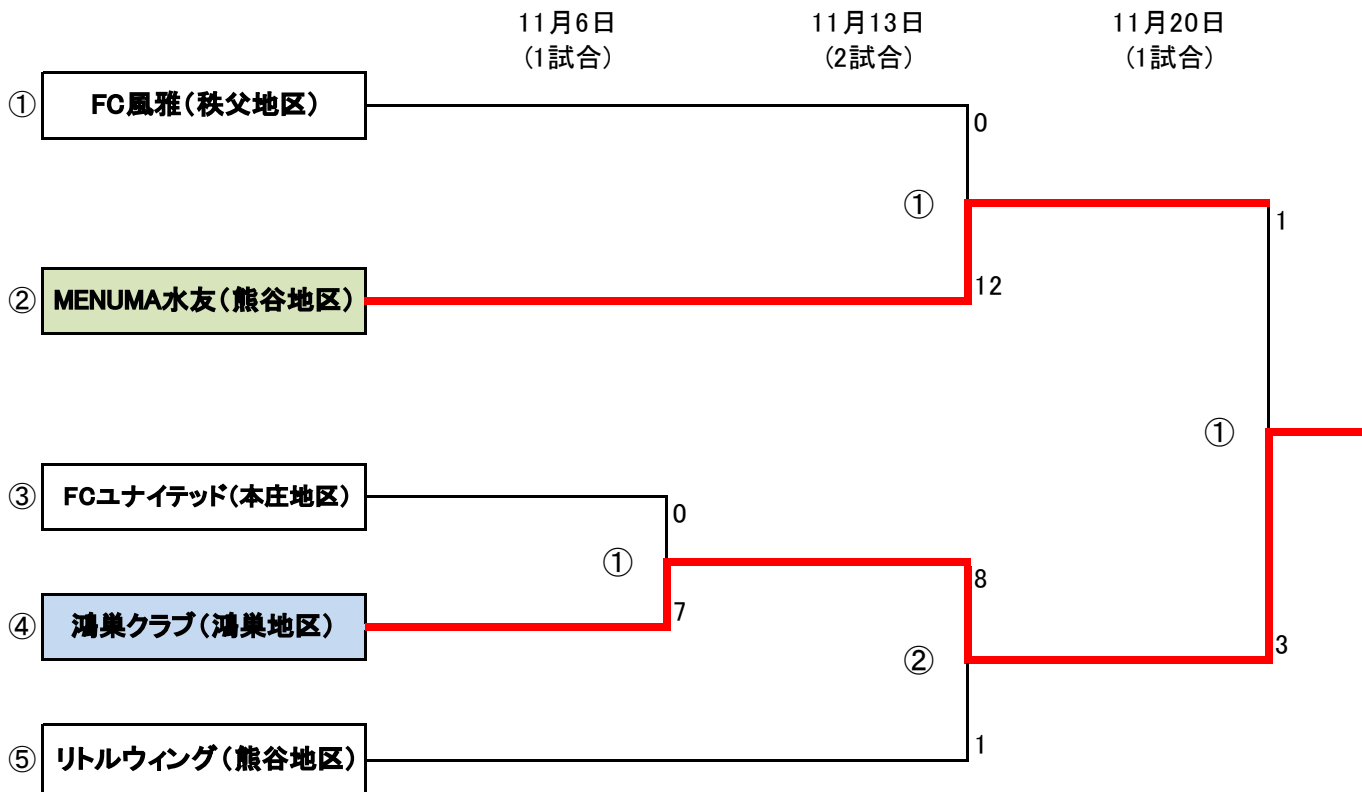 11月6日
(1試合)
11月13日
(2試合)
11月20日
(1試合)
① FC風雅(秩父地区)
0
①
1
② MENUMA水友(熊谷地区)
12
①
③ FCユナイテッド(本庄地区)
0
①
8
④ 鴻巣クラブ(鴻巣地区)
7
②
3
⑤ リトルウィング(熊谷地区)
1